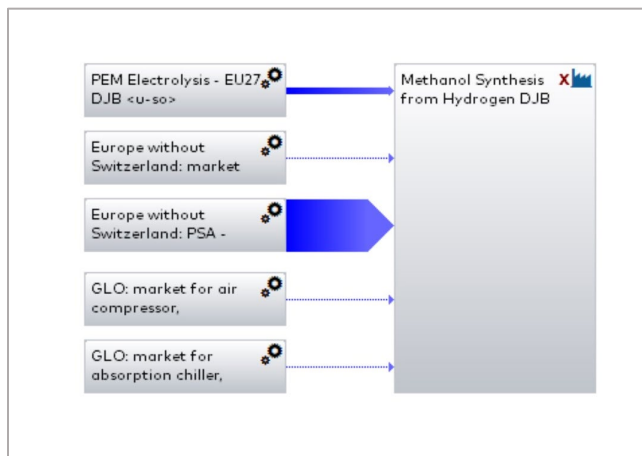 PEM Electrolysis - EU27
DJB <u-so>
Methanol Synthesis X
from Hydrogen DJB
Europe without
Switzerland: market
Europe without
Switzerland: PSA -
GLO: market for air
compressor,
GLO: market for
absorption chiller,